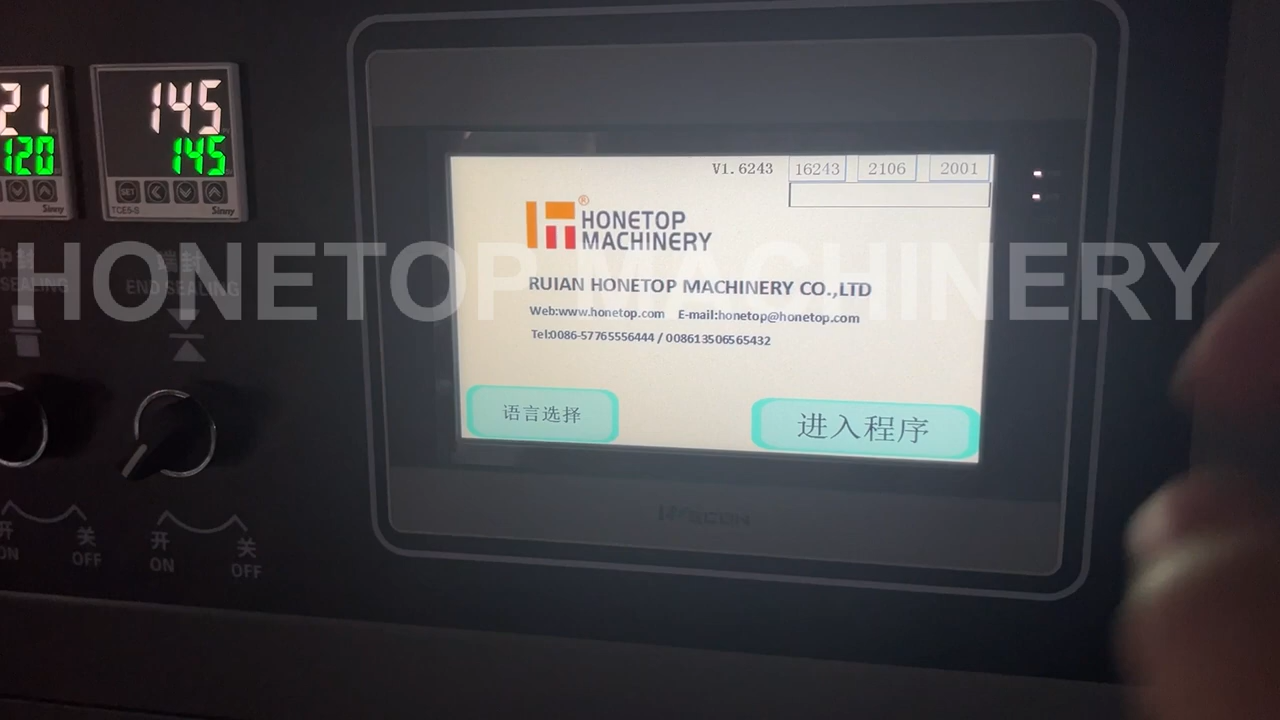 21
120
145
145
SET
TCE5-S
Sinny
Sinny
V1.6243 16243 2106 2001
HONETOP
MACHINERY
®
RUIAN HONETOP MACHINERY CO.,LTD
Web:www.honetop.com E-mail:honetop@honetop.com
Tel:0086-57765556444 / 008613506565432
语言选择
进入程序
HONETOP MACHINERY
中封
SEALING
端封
END SEALING
开
ON
关
OFF
开
ON
关
OFF
WECON